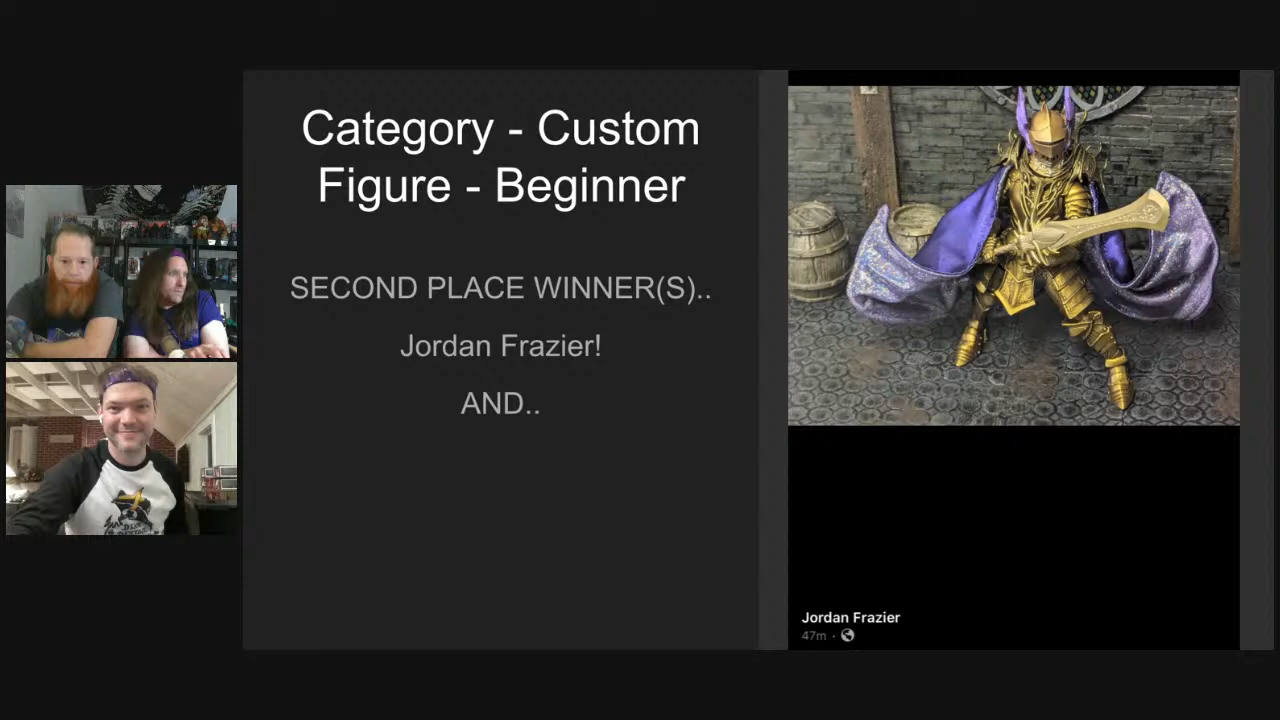 Category - Custom
Figure - Beginner
SECOND PLACE WINNER(S)..
Jordan Frazier!
AND..
Jordan Frazier
47m ·